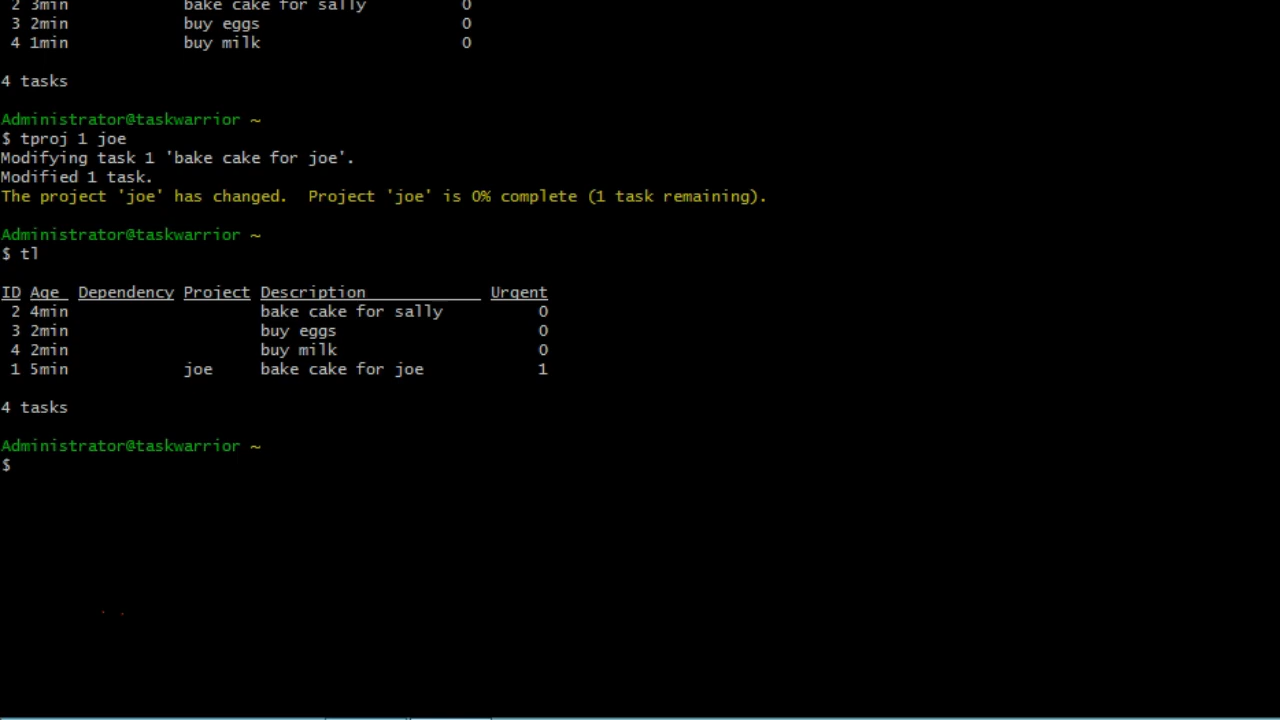 2 3min            bake cake for sally          0
3 2min            buy eggs                     0
4 1min            buy milk                     0
4 tasks
Administrator@taskwarrior ~
$ tproj 1 joe
Modifying task 1 'bake cake for joe'.
Modified 1 task.
The project 'joe' has changed.  Project 'joe' is 0% complete (1 task remaining).
Administrator@taskwarrior ~
$ tl
ID Age  Dependency Project Description             Urgent
2 4min                    bake cake for sally          0
3 2min                    buy eggs                     0
4 2min                    buy milk                     0
1 5min            joe     bake cake for joe            1
4 tasks
Administrator@taskwarrior ~
$